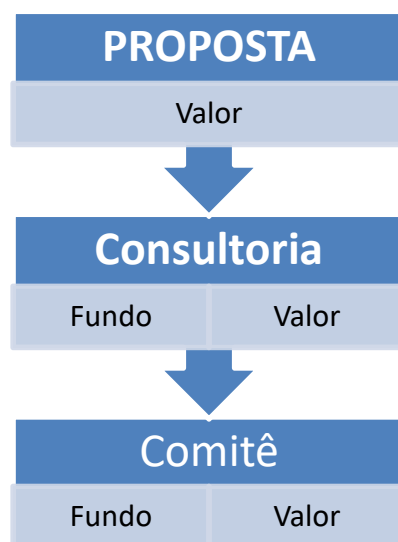 PROPOSTA
Valor
Consultoria
Fundo Valor
Comitê
Fundo Valor